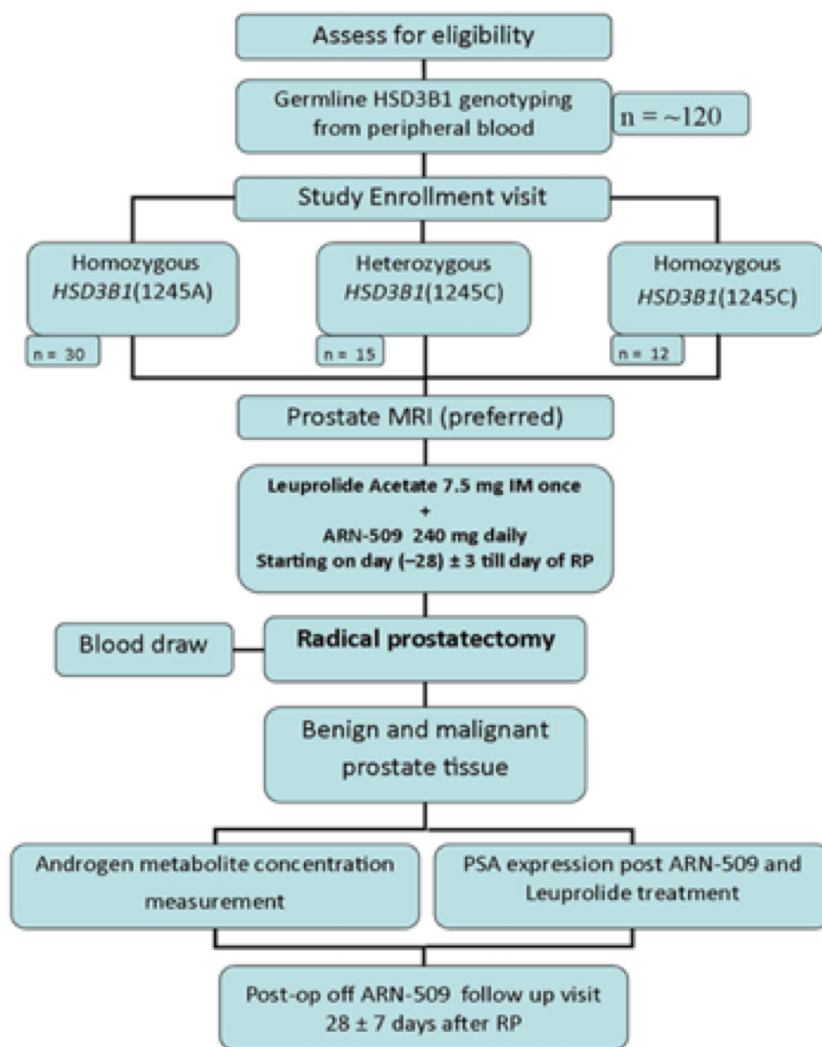 Assess for eligibility
Germline HSD3B1 genotyping
from peripheral blood
n = ~120
Study Enrollment visit
Homozygous
HSD3B1(1245A)
n = 30
Heterozygous
HSD3B1(1245C)
n = 15
Homozygous
HSD3B1(1245C)
n = 12
Prostate MRI (preferred)
Leuprolide Acetate 7.5 mg IM once
+
ARN-509 240 mg daily
Starting on day (–28) ± 3 till day of RP
Blood draw
Radical prostatectomy
Benign and malignant
prostate tissue
Androgen metabolite concentration
measurement
PSA expression post ARN-509 and
Leuprolide treatment
Post-op off ARN-509 follow up visit
28 ± 7 days after RP